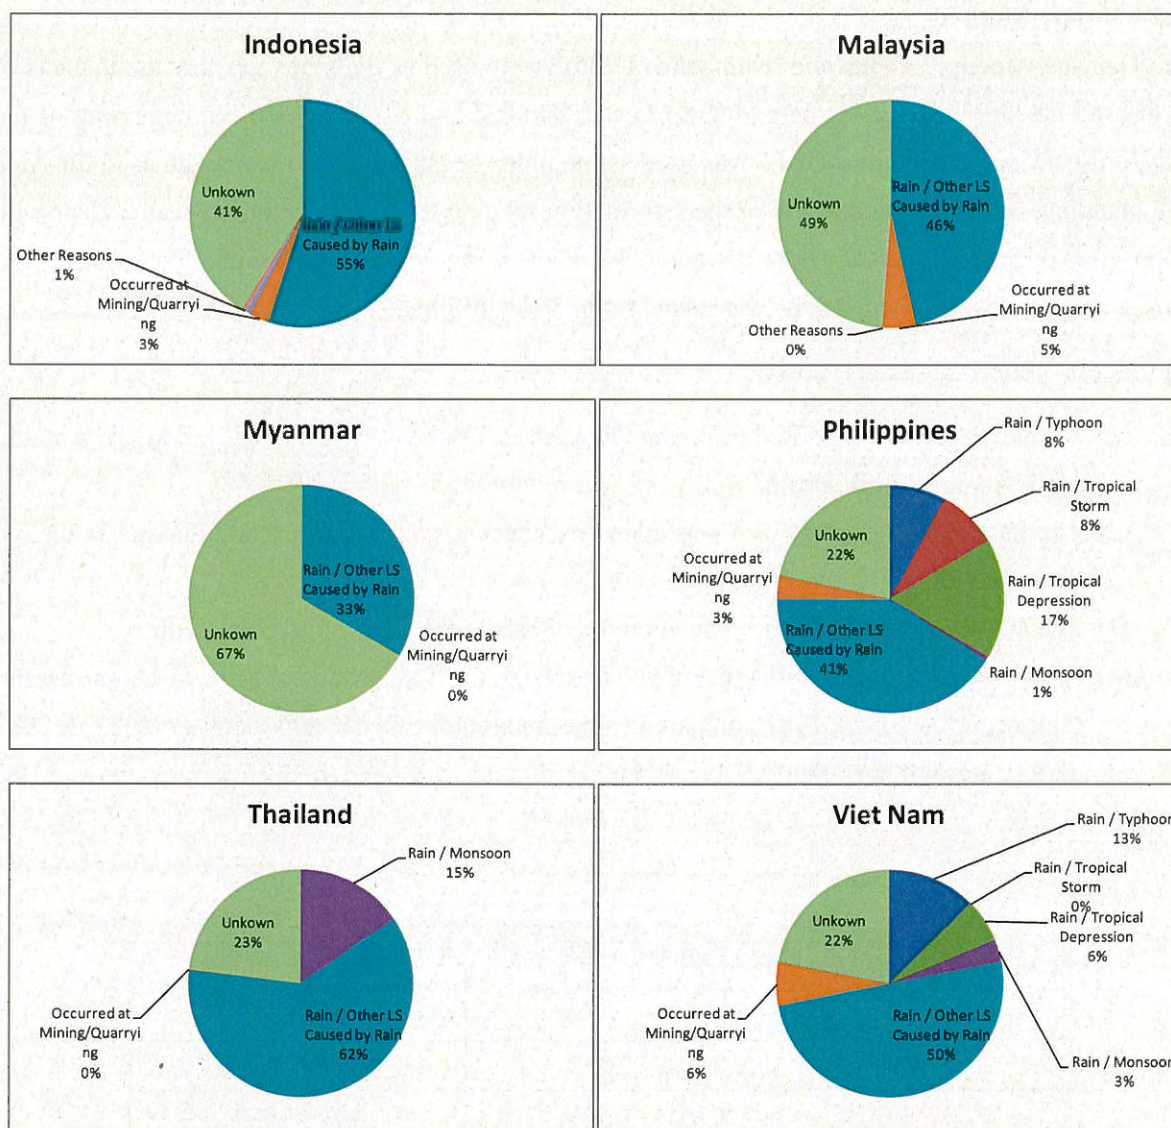 Indonesia
Unkown
41%
Rain / Other LS
Caused by Rain
55%
Other Reasons
1%
Occurred at
Mining/Quarryi
ng
3%
Malaysia
Unkown
49%
Rain / Other LS
Caused by Rain
46%
Other Reasons
0%
Occurred at
Mining/Quarryi
ng
5%
Myanmar
Rain / Other LS
Caused by Rain
33%
Unkown
67%
Occurred at
Mining/Quarryi
ng
0%
Philippines
Rain / Typhoon
8%
Rain / Tropical
Storm
8%
Unkown
22%
Occurred at
Mining/Quarryi
ng
3%
Rain / Tropical
Depression
17%
Rain / Other LS
Caused by Rain
41%
Rain / Monsoon
1%
Thailand
Rain / Monsoon
15%
Unkown
23%
Occurred at
Mining/Quarryi
ng
0%
Rain / Other LS
Caused by Rain
62%
Viet Nam
Rain / Typhoon
13%
Rain / Tropical
Storm
0%
Rain / Tropical
Depression
6%
Unkown
22%
Occurred at
Mining/Quarryi
ng
6%
Rain / Other LS
Caused by Rain
50%
Rain / Monsoon
3%